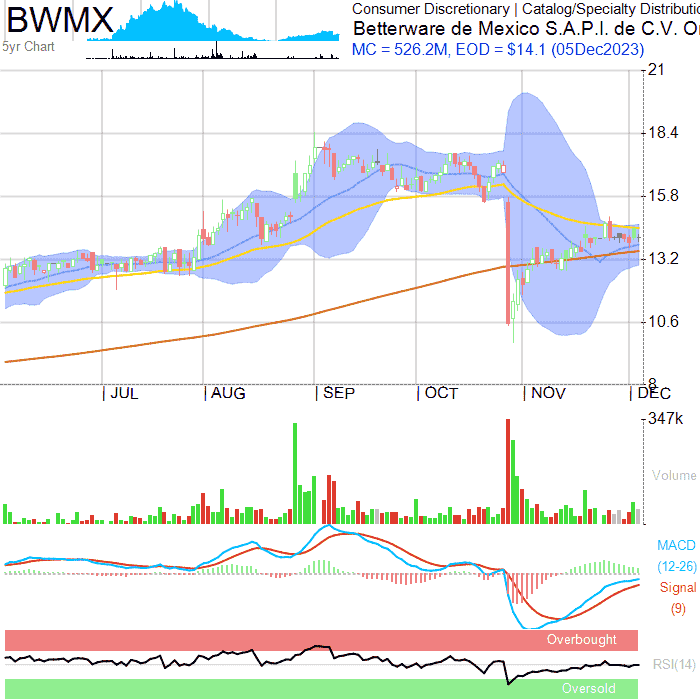 BWMX
5yr Chart
Consumer Discretionary | Catalog/Specialty Distributio
Betterware de Mexico S.A.P.I. de C.V. Or
MC = 526.2M, EOD = $14.1 (05Dec2023)
21
18.4
15.8
13.2
10.6
8
JUL AUG SEP OCT NOV DEC
347k
Volume
MACD
(12-26)
Signal
(9)
Overbought
RSI(14)
Oversold